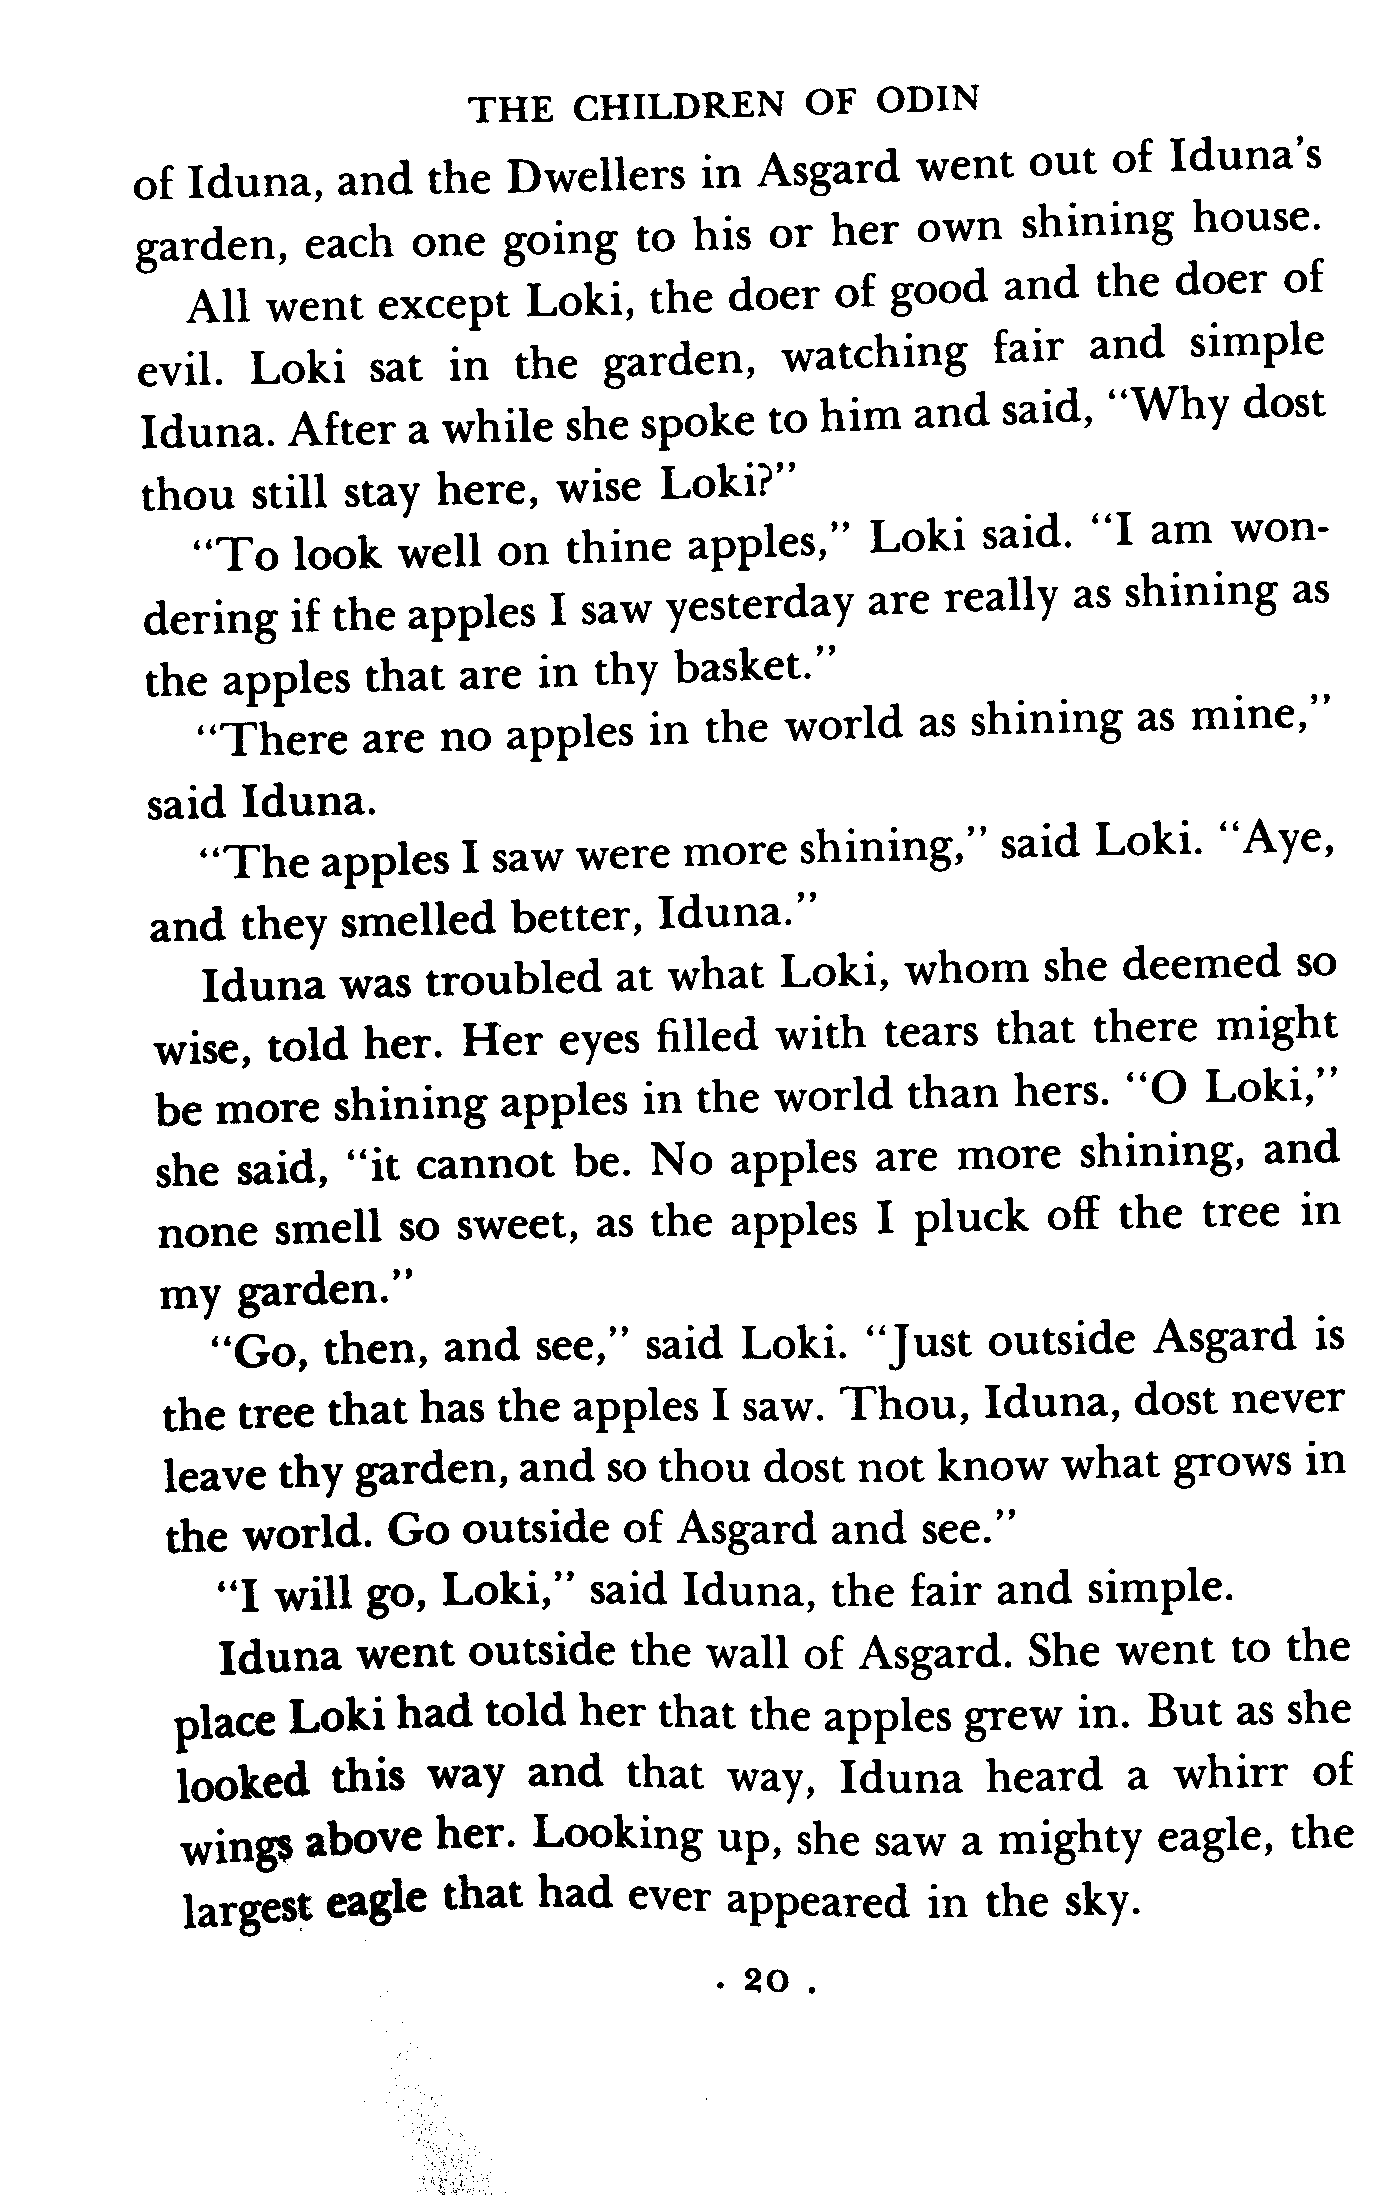 THE CHILDREN OF ODIN
of Iduna, and the Dwellers in Asgard went out of Iduna's
garden, each one going to his or her own shining house.
All went except Loki, the doer of good and the doer of
evil. Loki sat in the garden, watching fair and simple
Iduna. After a while she spoke to him and said, “Why dost
thou still stay here, wise Loki?”
“To look well on thine apples,” Loki said. “I am won-
dering if the apples I saw yesterday are really as shining as
the apples that are in thy basket.”
“There are no apples in the world as shining as mine,”
said Iduna.
“The apples I saw were more shining,” said Loki. “Aye,
and they smelled better, Iduna.”
Iduna was troubled at what Loki, whom she deemed so
wise, told her. Her eyes filled with tears that there might
be more shining apples in the world than hers. “O Loki,”
she said, “it cannot be. No apples are more shining, and
none smell so sweet, as the apples I pluck off the tree in
my garden.”
“Go, then, and see,” said Loki. “Just outside Asgard is
the tree that has the apples I saw. Thou, Iduna, dost never
leave thy garden, and so thou dost not know what grows in
the world. Go outside of Asgard and see.”
“I will go, Loki,” said Iduna, the fair and simple.
Iduna went outside the wall of Asgard. She went to the
place Loki had told her that the apples grew in. But as she
looked this way and that way, Iduna heard a whirr of
wings above her. Looking up, she saw a mighty eagle, the
largest eagle that had ever appeared in the sky.
. 20 .